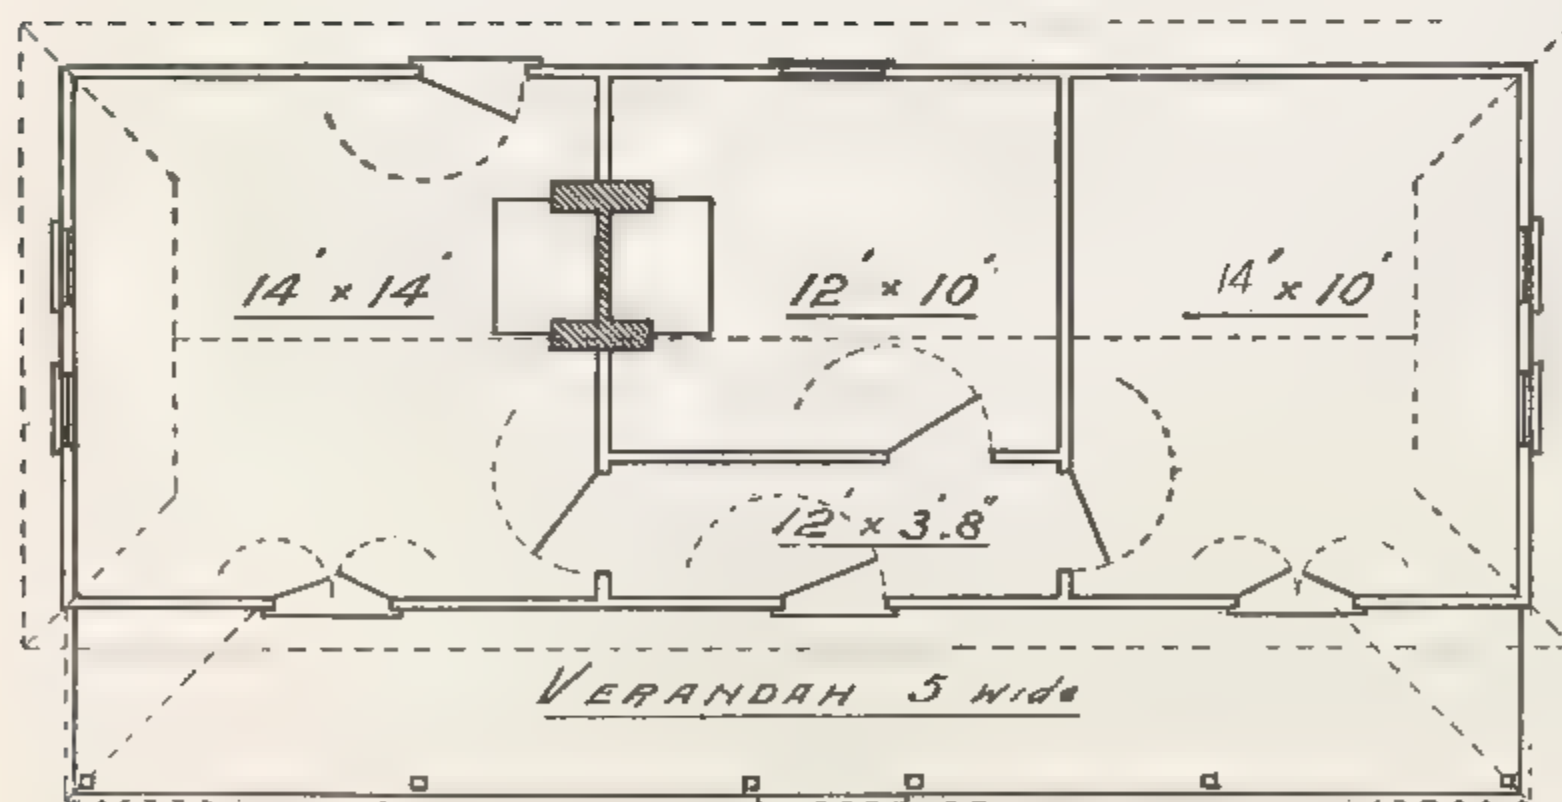 14' × 14'
12' × 10'
14' × 10'
12' × 3'.8"
VERANDAH 5 wide